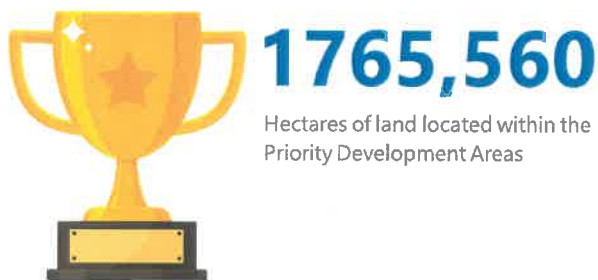 1765,560
Hectares of land located within the
Priority Development Areas